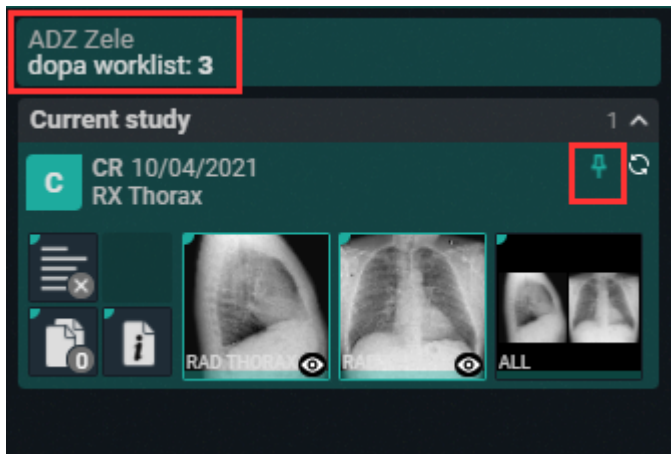 ADZ Zele
dopa worklist: 3
Current study
1
C
CR 10/04/2021
RX Thorax
0
i
RAD THORAX
ALL